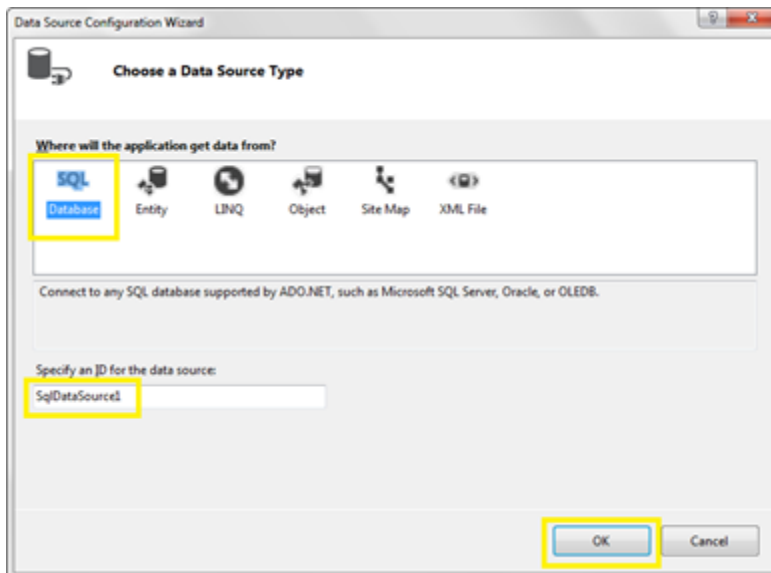 Data Source Configuration Wizard
Choose a Data Source Type
Where will the application get data from?
SQL
Database Entity LINQ Object Site Map XML File
Connect to any SQL database supported by ADO.NET, such as Microsoft SQL Server, Oracle, or OLEDB.
Specify an ID for the data source:
SqlDataSource1
OK Cancel